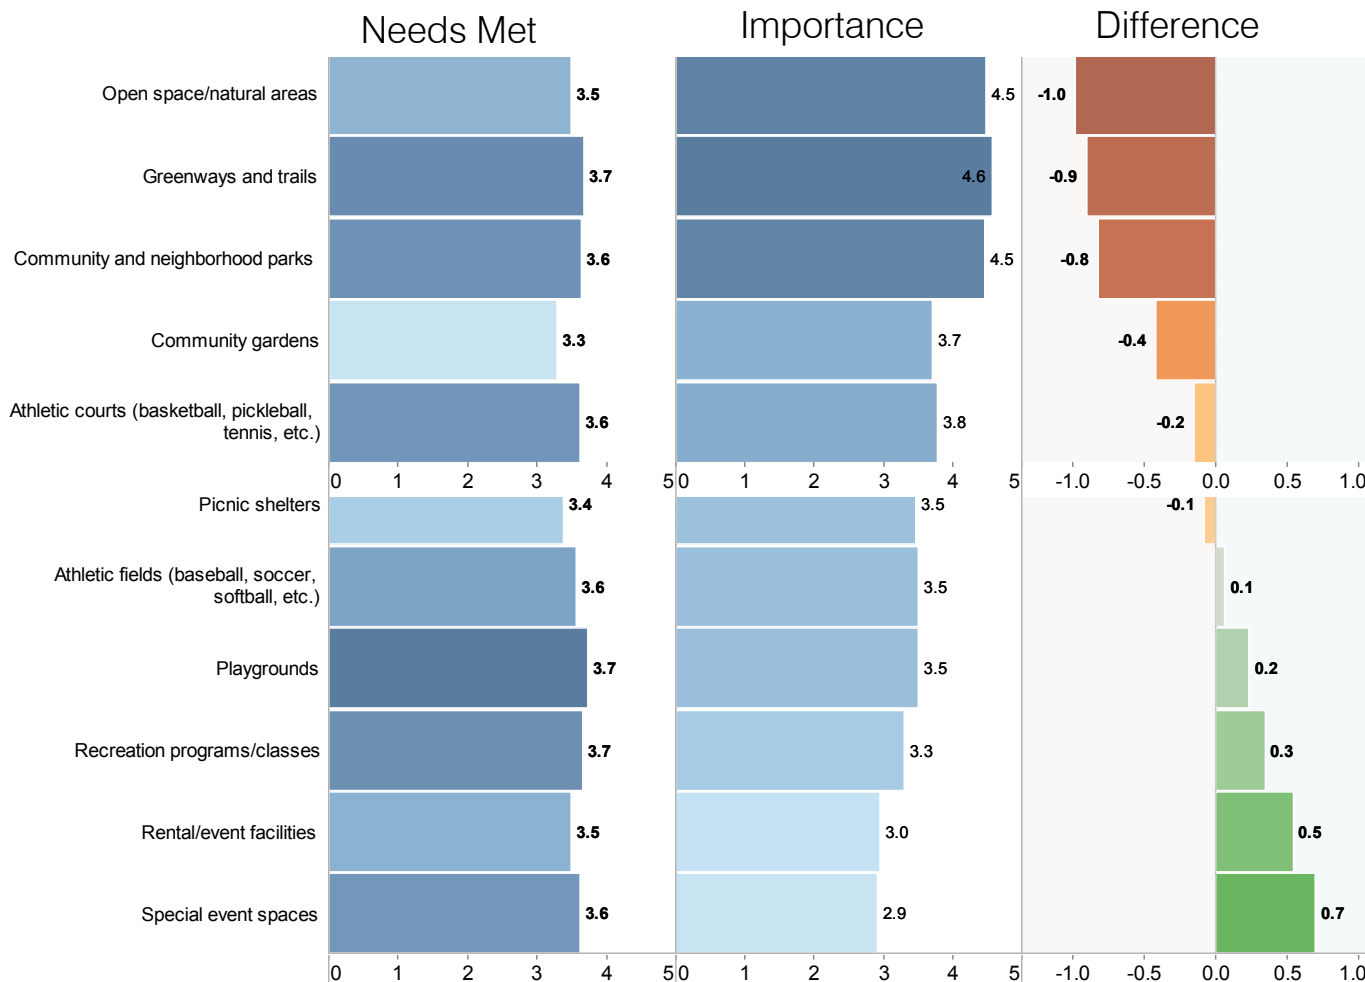 Needs Met Importance Difference
Open space/natural areas 3.5 4.5 -1.0
Greenways and trails 3.7 4.6 -0.9
Community and neighborhood parks 3.6 4.5 -0.8
Community gardens 3.3 3.7 -0.4
Athletic courts (basketball, pickleball,
tennis, etc.) 3.6 3.8 -0.2
0 1 2 3 4 5 0 1 2 3 4 5 -1.0 -0.5 0.0 0.5 1.0
Picnic shelters 3.4 3.5 -0.1
Athletic fields (baseball, soccer,
softball, etc.) 3.6 3.5 0.1
Playgrounds 3.7 3.5 0.2
Recreation programs/classes 3.7 3.3 0.3
Rental/event facilities 3.5 3.0 0.5
Special event spaces 3.6 2.9 0.7
0 1 2 3 4 5 0 1 2 3 4 5 -1.0 -0.5 0.0 0.5 1.0